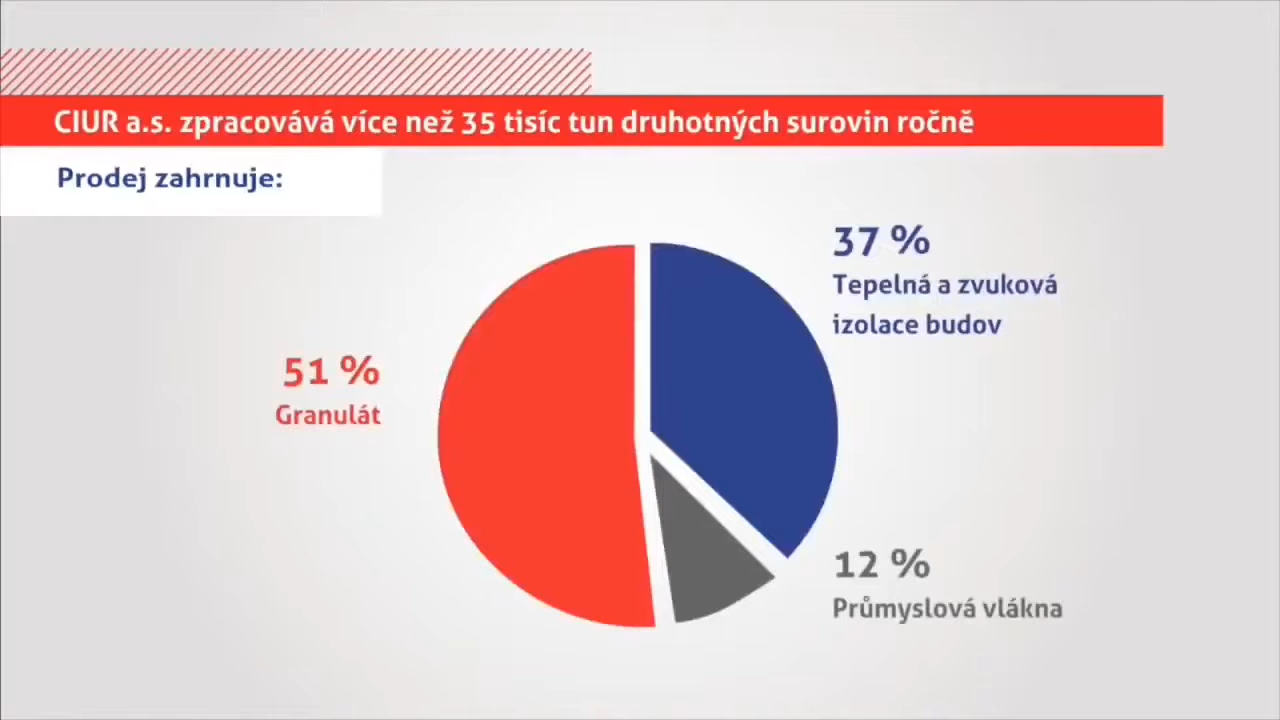 CIUR a.s. zpracovává více než 35 tisíc tun druhotných surovin ročně
Prodej zahrnuje:
37 %
Tepelná a zvuková
izolace budov
51 %
Granulát
12 %
Průmyslová vlákna